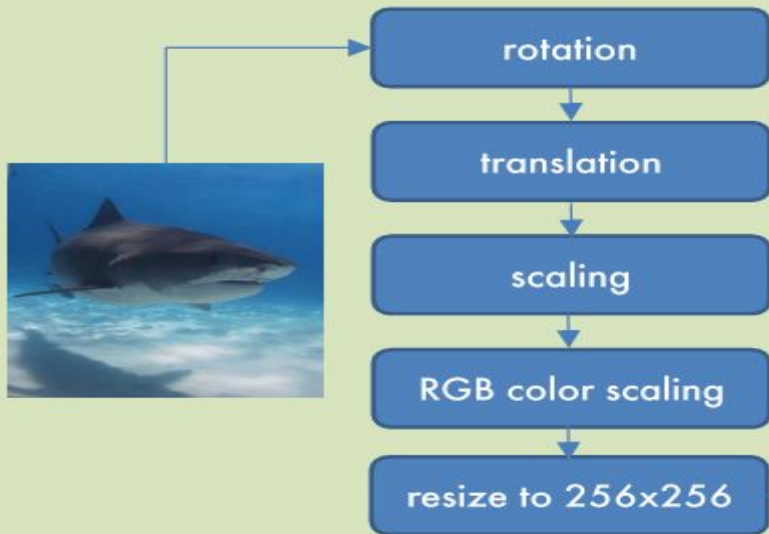 rotation
translation
scaling
RGB color scaling
resize to 256x256